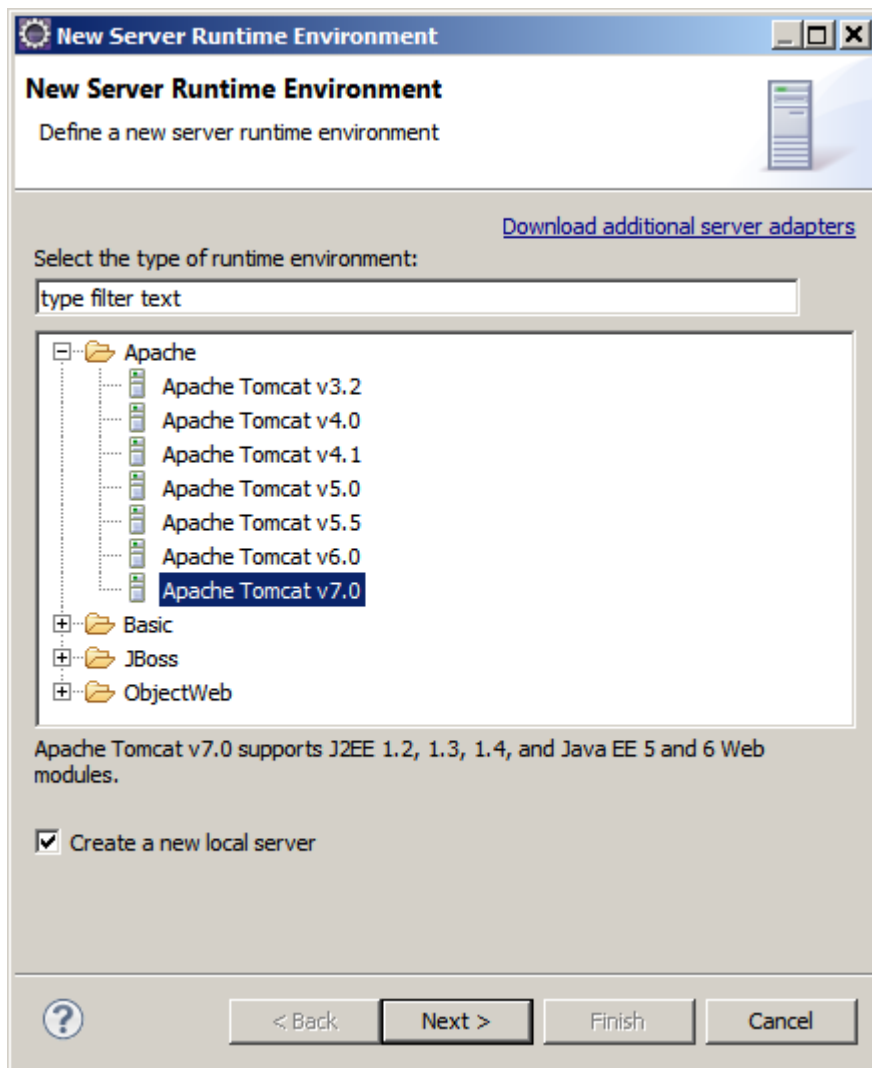 New Server Runtime Environment
New Server Runtime Environment
Define a new server runtime environment
Download additional server adapters
Select the type of runtime environment:
type filter text
Apache
Apache Tomcat v3.2
Apache Tomcat v4.0
Apache Tomcat v4.1
Apache Tomcat v5.0
Apache Tomcat v5.5
Apache Tomcat v6.0
Apache Tomcat v7.0
Basic
JBoss
ObjectWeb
Apache Tomcat v7.0 supports J2EE 1.2, 1.3, 1.4, and Java EE 5 and 6 Web
modules.
Create a new local server
? < Back Next > Finish Cancel